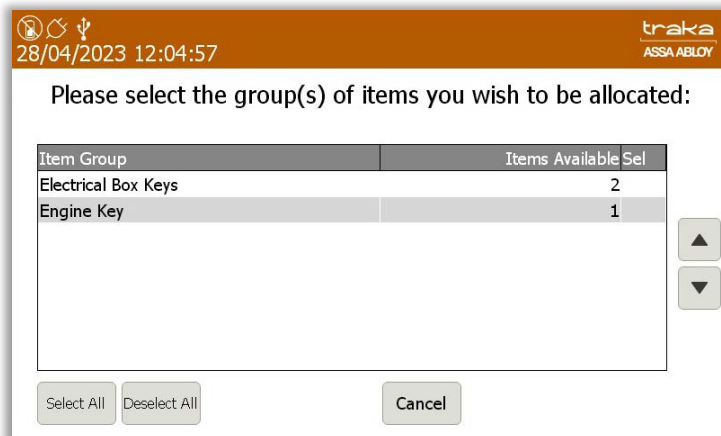 traka
28/04/2023 12:04:57
ASSA ABLOY
Please select the group(s) of items you wish to be allocated:
Item Group Items Available Sel
Electrical Box Keys 2
Engine Key 1
Select All Deselect All Cancel